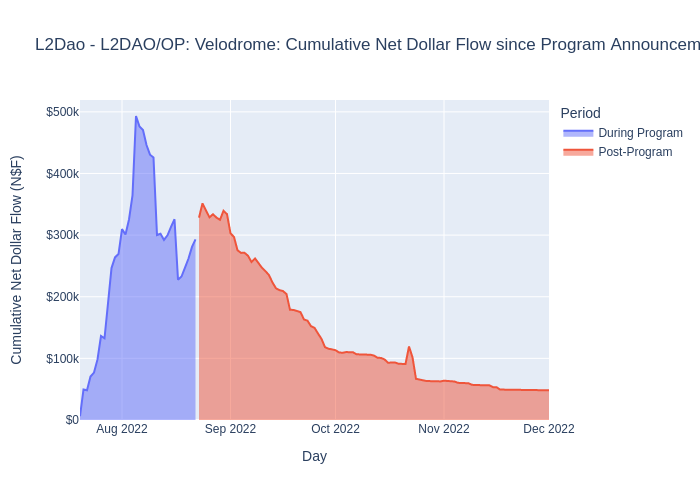 L2Dao - L2DAO/OP: Velodrome: Cumulative Net Dollar Flow since Program Announcem
Cumulative Net Dollar Flow (N$F)
$500k
$400k
$300k
$200k
$100k
$0
Aug 2022
Sep 2022
Oct 2022
Nov 2022
Dec 2022
Day
Period
During Program
Post-Program